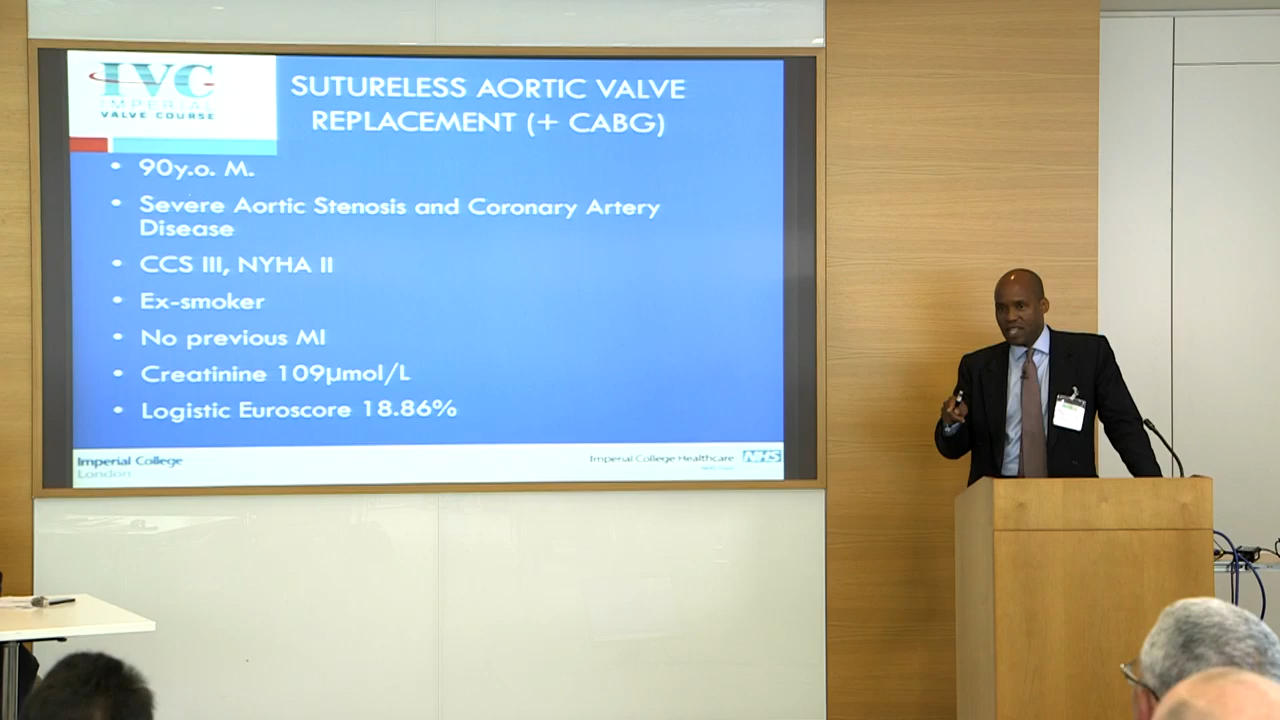 IVC
IMPERIAL
VALVE COURSE
SUTURELESS AORTIC VALVE
REPLACEMENT (+ CABG)
• 90y.o. M.
• Severe Aortic Stenosis and Coronary Artery
Disease
• CCS III, NYHA II
• Ex-smoker
• No previous MI
• Creatinine 109µmol/L
• Logistic Euroscore 18.86%
Imperial College
London
Imperial College Healthcare NHS